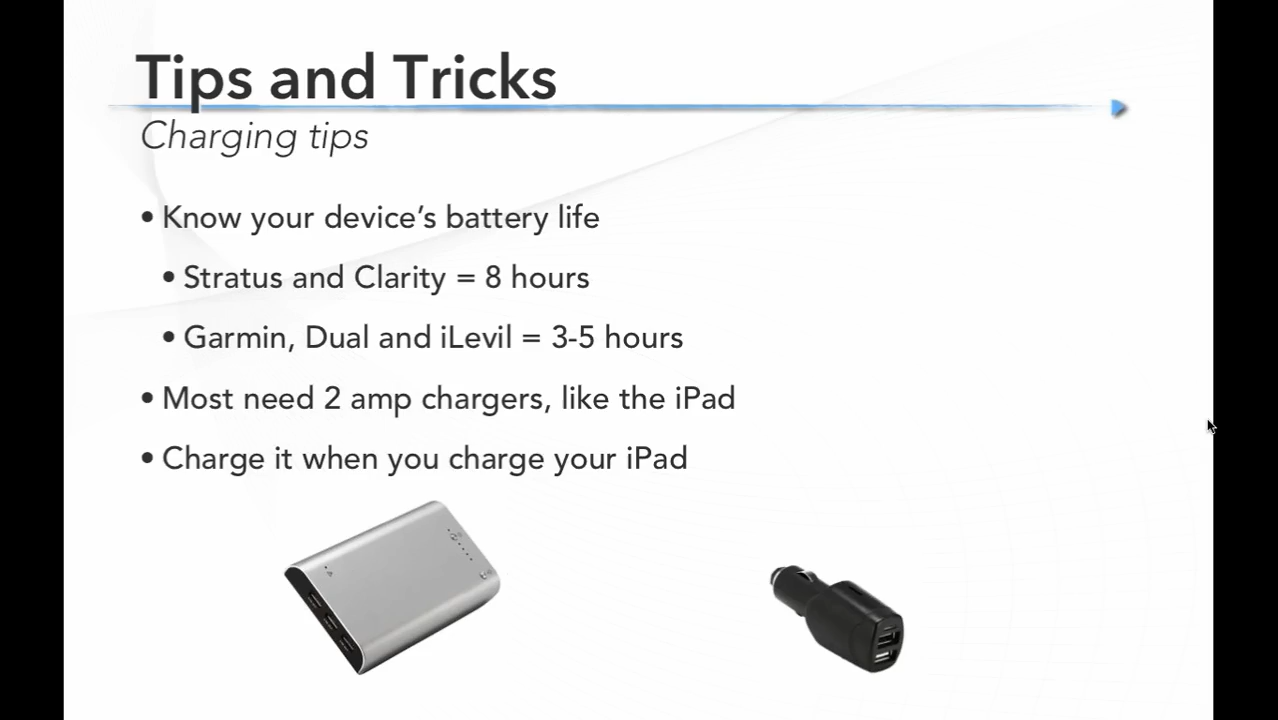 Tips and Tricks
Charging tips
• Know your device’s battery life
• Stratus and Clarity = 8 hours
• Garmin, Dual and iLevil = 3-5 hours
• Most need 2 amp chargers, like the iPad
• Charge it when you charge your iPad